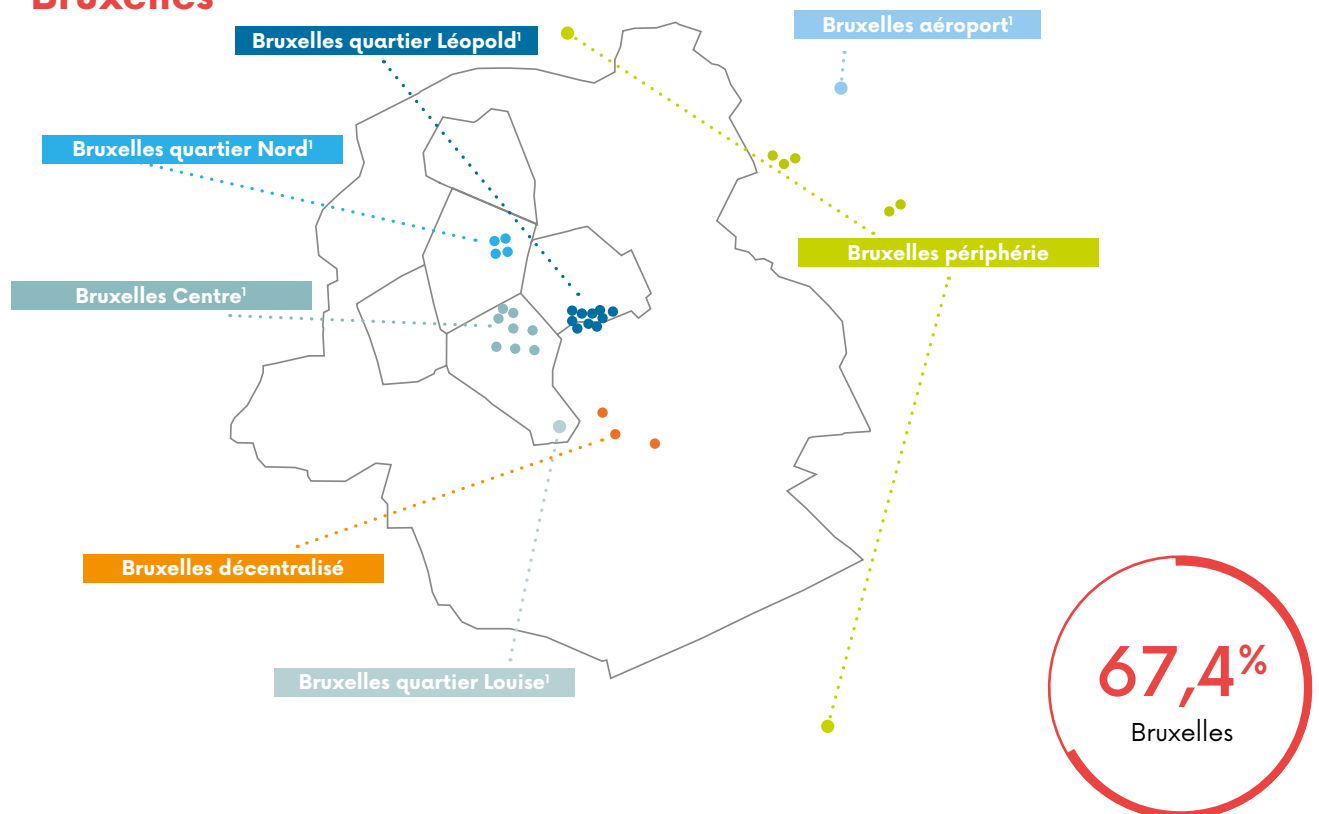 Bruxelles
Bruxelles aéroport¹
Bruxelles quartier Léopold¹
Bruxelles quartier Nord¹
Bruxelles périphérie
Bruxelles Centre¹
Bruxelles décentralisé
Bruxelles quartier Louise¹
67,4%
Bruxelles